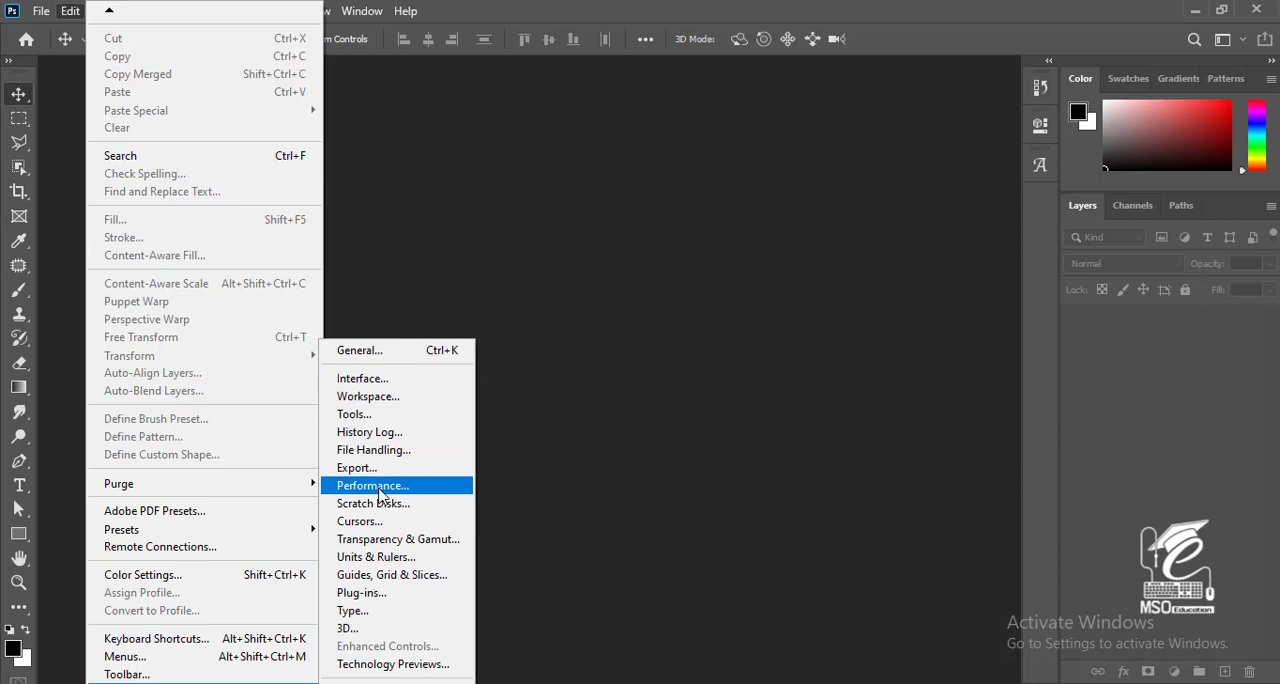 Ps File Edit Window Help
m Controls 3D Mode:
Cut Ctrl+X
Copy Ctrl+C
Copy Merged Shift+Ctrl+C
Paste Ctrl+V
Paste Special
Clear
Search Ctrl+F
Check Spelling...
Find and Replace Text...
Fill... Shift+F5
Stroke...
Content-Aware Fill...
Content-Aware Scale Alt+Shift+Ctrl+C
Puppet Warp
Perspective Warp
Free Transform Ctrl+T
Transform
Auto-Align Layers...
Auto-Blend Layers...
Define Brush Preset...
Define Pattern...
Define Custom Shape...
Purge
Adobe PDF Presets...
Presets
Remote Connections...
Color Settings... Shift+Ctrl+K
Assign Profile...
Convert to Profile...
Keyboard Shortcuts... Alt+Shift+Ctrl+K
Menus... Alt+Shift+Ctrl+M
Toolbar...
General... Ctrl+K
Interface...
Workspace...
Tools...
History Log...
File Handling...
Export...
Performance...
Scratch Disks...
Cursors...
Transparency & Gamut...
Units & Rulers...
Guides, Grid & Slices...
Plug-ins...
Type...
3D...
Enhanced Controls...
Technology Previews...
Color Swatches Gradients Patterns
Layers Channels Paths
Kind
Normal Opacity:
Lock: Fill:
MSO Education
Activate Windows
Go to Settings to activate Windows.